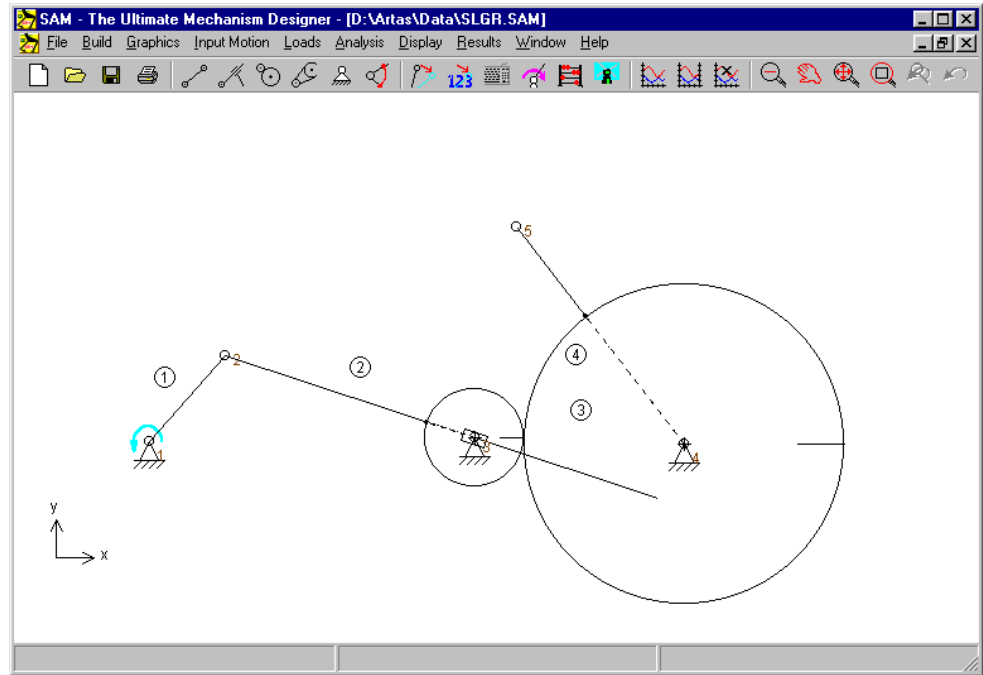 SAM - The Ultimate Mechanism Designer - [D:\Artas\Data\SLGR.SAM]
File Build Graphics Input Motion Loads Analysis Display Results Window Help
123
5
4
2
2
1
3
1
3
4
y
x